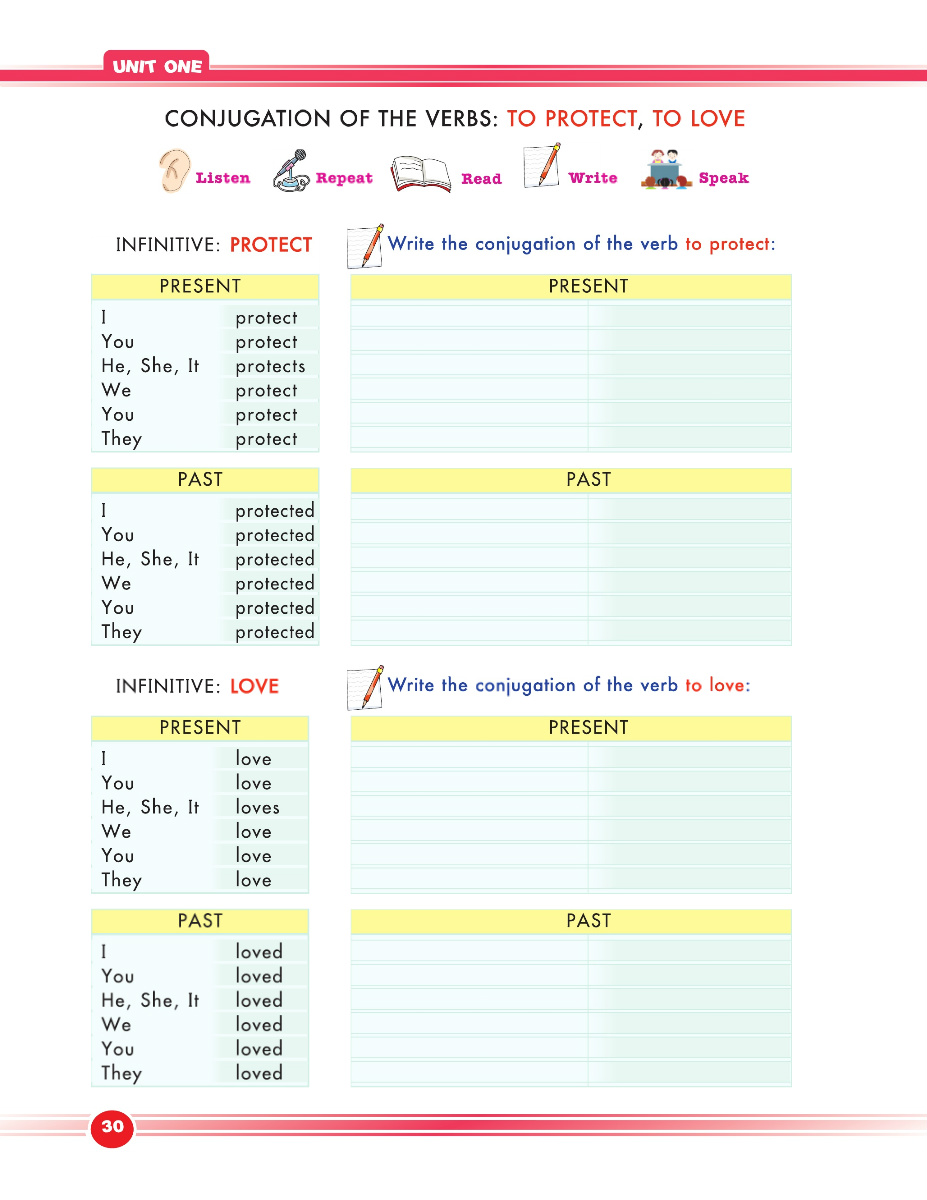 UNIT ONE
CONJUGATION OF THE VERBS: TO PROTECT, TO LOVE
Listen Repeat Read Write Speak
INFINITIVE: PROTECT
PRESENT
I protect
You protect
He, She, It protects
We protect
You protect
They protect
PAST
I protected
You protected
He, She, It protected
We protected
You protected
They protected
Write the conjugation of the verb to protect:
PRESENT
PAST
INFINITIVE: LOVE
PRESENT
I love
You love
He, She, It loves
We love
You love
They love
PAST
I loved
You loved
He, She, It loved
We loved
You loved
They loved
Write the conjugation of the verb to love:
PRESENT
PAST
30